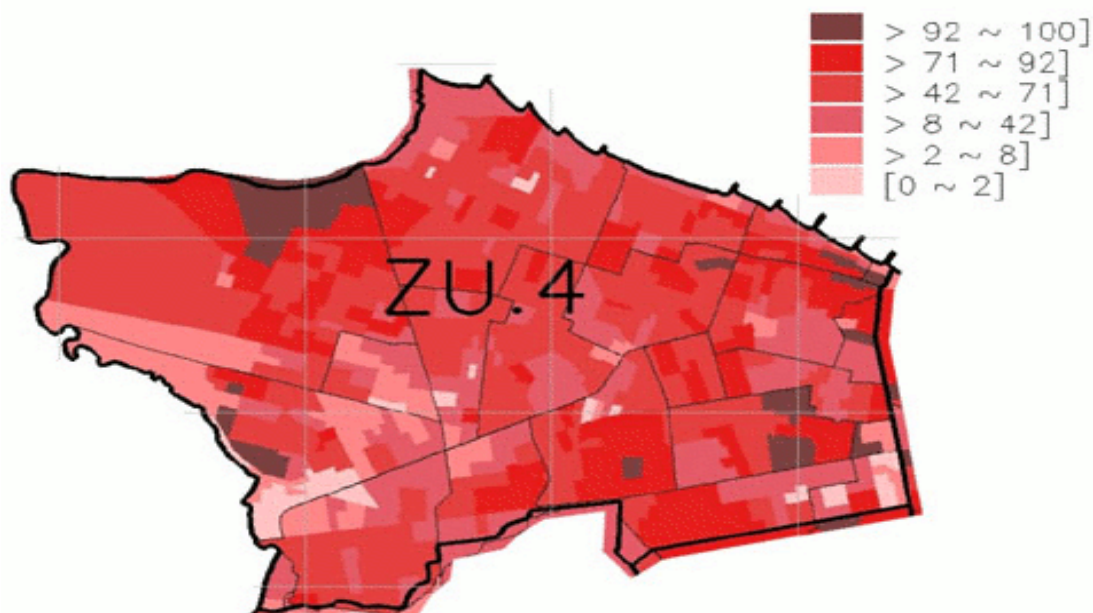 > 92 ~ 100]
> 71 ~ 92]
> 42 ~ 71]
> 8 ~ 42]
> 2 ~ 8]
[0 ~ 2]
ZU.4